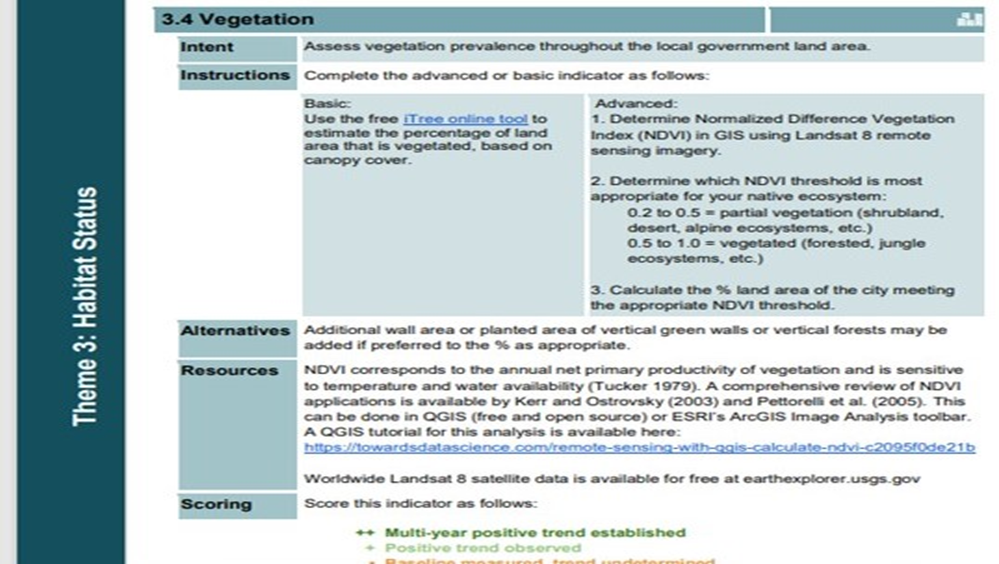 Theme 3: Habitat Status
3.4 Vegetation
Intent
Assess vegetation prevalence throughout the local government land area.
Instructions
Complete the advanced or basic indicator as follows:
Basic:
Use the free iTree online tool to
estimate the percentage of land
area that is vegetated, based on
canopy cover.
Advanced:
1. Determine Normalized Difference Vegetation
Index (NDVI) in GIS using Landsat 8 remote
sensing imagery.
2. Determine which NDVI threshold is most
appropriate for your native ecosystem:
0.2 to 0.5 = partial vegetation (shrubland,
desert, alpine ecosystems, etc.)
0.5 to 1.0 = vegetated (forested, jungle
ecosystems, etc.)
3. Calculate the % land area of the city meeting
the appropriate NDVI threshold.
Alternatives
Additional wall area or planted area of vertical green walls or vertical forests may be
added if preferred to the % as appropriate.
Resources
NDVI corresponds to the annual net primary productivity of vegetation and is sensitive
to temperature and water availability (Tucker 1979). A comprehensive review of NDVI
applications is available by Kerr and Ostrovsky (2003) and Pettorelli et al. (2005). This
can be done in QGIS (free and open source) or ESRI's ArcGIS Image Analysis toolbar.
A QGIS tutorial for this analysis is available here:
https://towardsdatascience.com/remote-sensing-with-qgis-calculate-ndvi-c2095f0de21b
Worldwide Landsat 8 satellite data is available for free at earthexplorer.usgs.gov
Scoring
Score this indicator as follows:
++ Multi-year positive trend established
+ Positive trend observed
• Baseline measured, trend undetermined